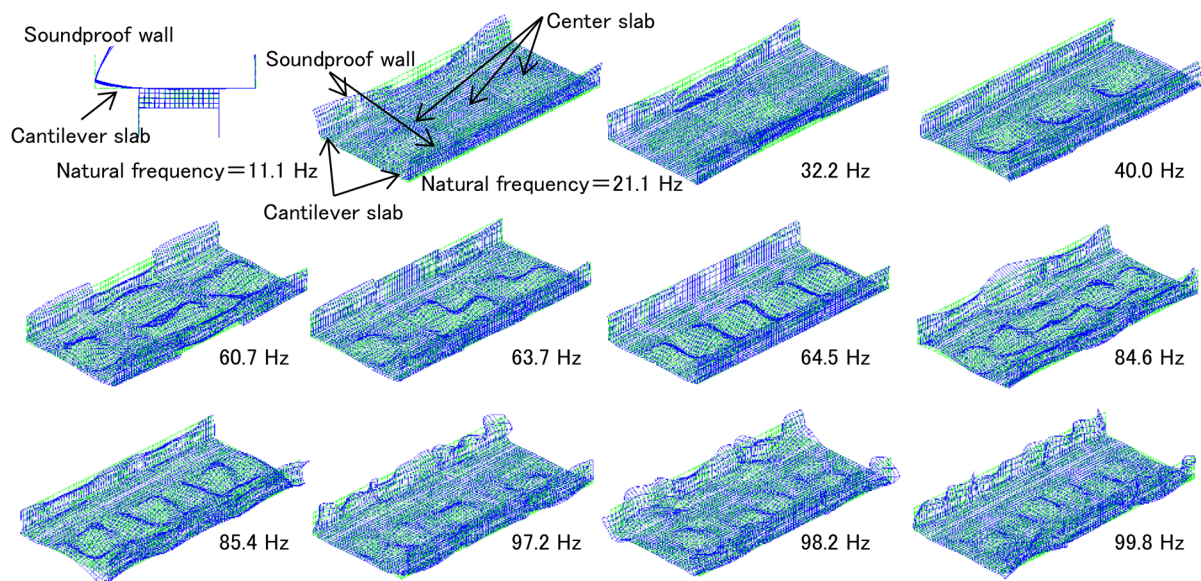 Soundproof wall
Cantilever slab
Natural frequency＝11.1 Hz
Center slab
Soundproof wall
Natural frequency＝21.1 Hz
Cantilever slab
32.2 Hz
40.0 Hz
60.7 Hz
63.7 Hz
64.5 Hz
84.6 Hz
85.4 Hz
97.2 Hz
98.2 Hz
99.8 Hz